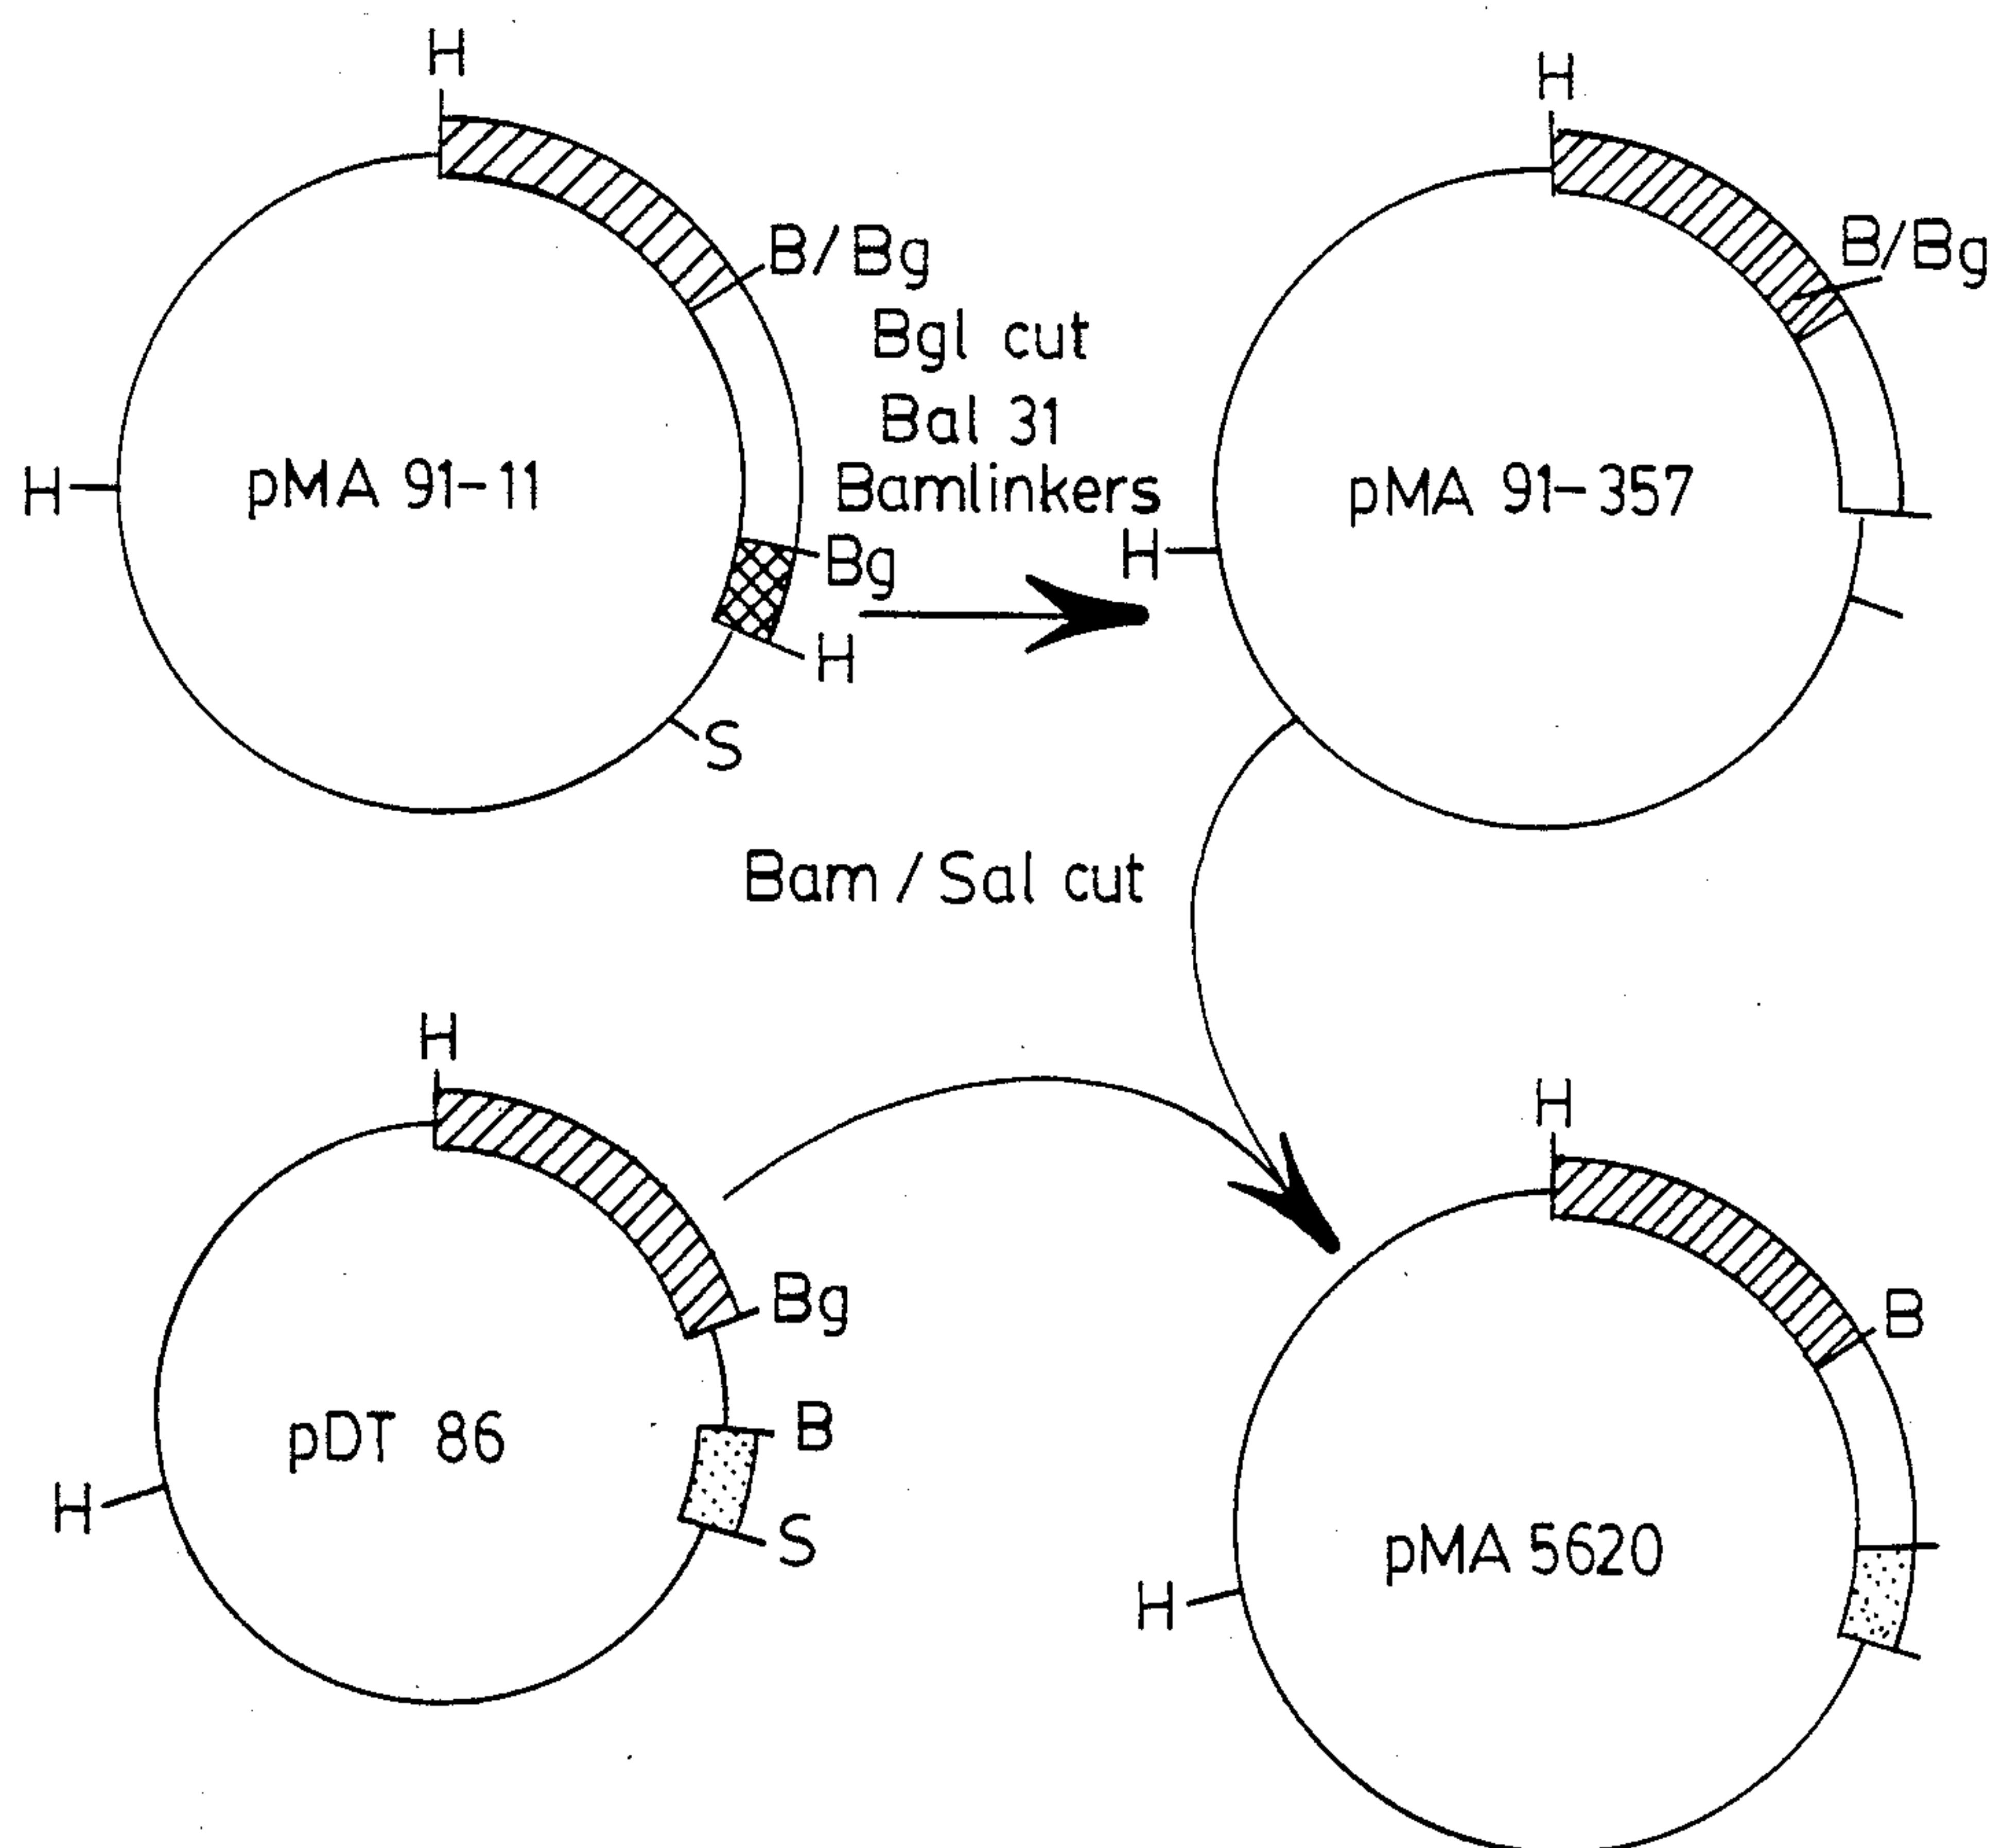 H
B/Bg
pMA 91-11
H
Bg
H
S
Bgl cut
Bal 31
Bamlinkers
H
B/Bg
pMA 91-357
H
Bam / Sal cut
H
Bg
B
S
pDT 86
H
H
B
pMA 5620
H